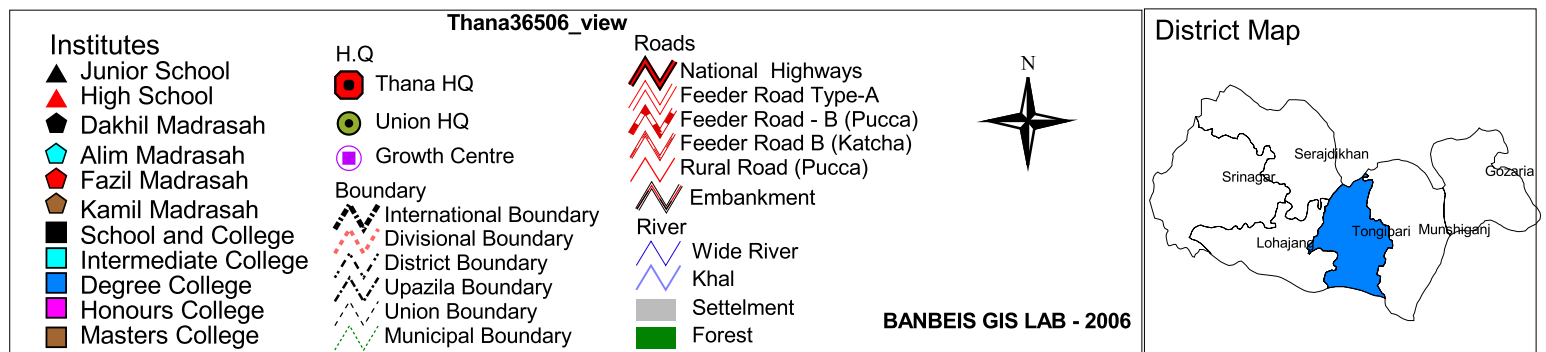 Thana36506_view
Institutes
Junior School
High School
Dakhil Madrasah
Alim Madrasah
Fazil Madrasah
Kamil Madrasah
School and College
Intermediate College
Degree College
Honours College
Masters College
H.Q
Thana HQ
Union HQ
Growth Centre
Boundary
International Boundary
Divisional Boundary
District Boundary
Upazila Boundary
Union Boundary
Municipal Boundary
Roads
National Highways
Feeder Road Type-A
Feeder Road - B (Pucca)
Feeder Road B (Katcha)
Rural Road (Pucca)
Embankment
River
Wide River
Khal
Settelment
Forest
N
BANBEIS GIS LAB - 2006
District Map
Serajdikhan
Srinagar
Gozaria
Lohajang
Tongibari
Munshiganj